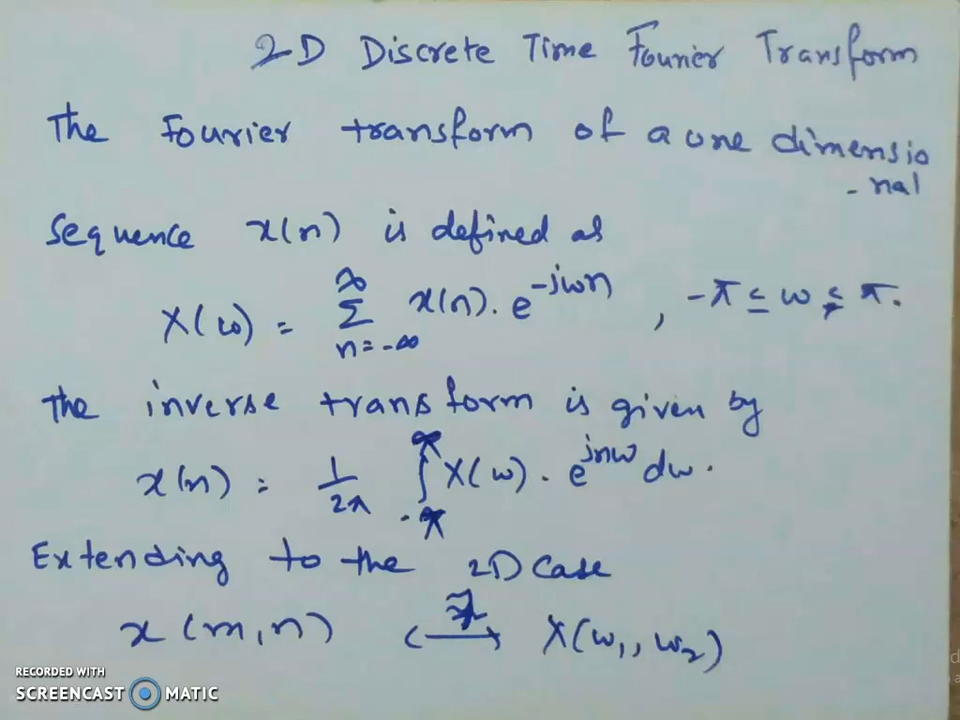 2D Discrete Time Fourier Transform
The Fourier transform of a one dimensio
-nal
sequence x(n) is defined as
X(ω) = ∞ Σ n=-∞ x(n). e^-jωn , -π ≤ ω ≤ π.
The inverse transform is given by
x(n) = 1/2π ∫ π -π X(ω). e^jnω dω.
Extending to the 2D case
x(m,n) ⟷ X(ω1, ω2)
RECORDED WITH
SCREENCAST MATIC